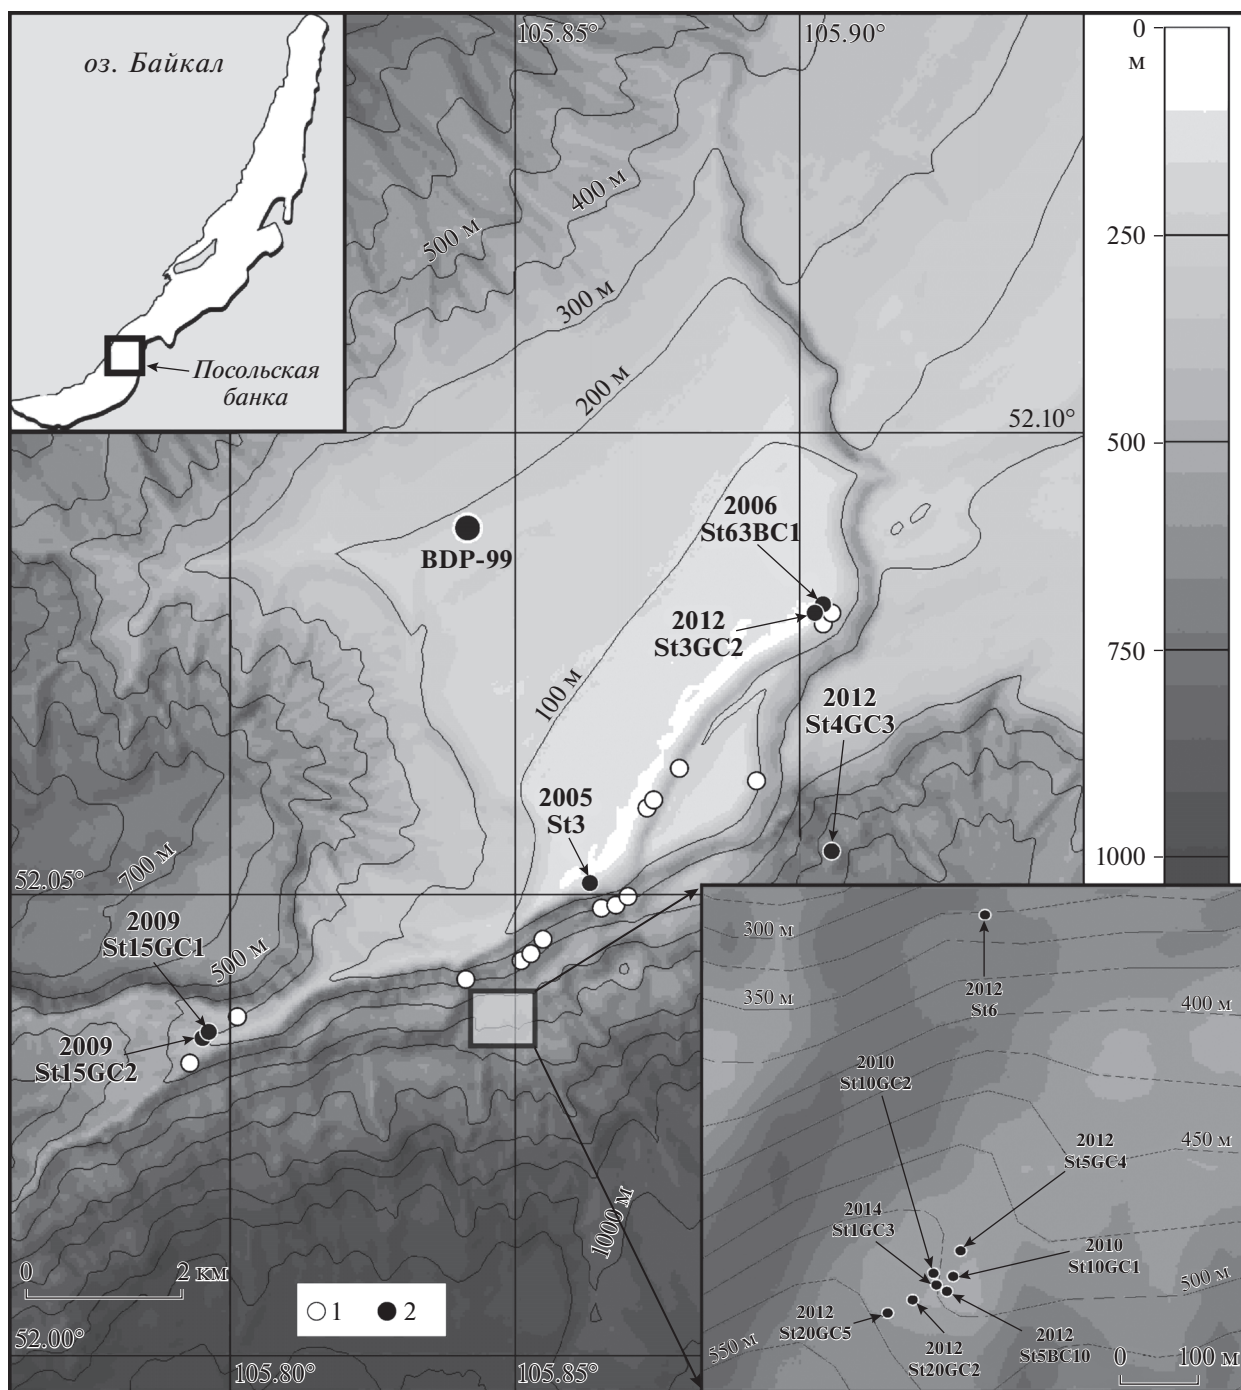 оз. Байкал
Посольская
банка
105.85°
105.90°
0
м
250
500
750
1000
400 м
500 м
300 м
200 м
52.10°
2006
St63BC1
BDP-99
2012
St3GC2
100 м
2012
St4GC3
2005
St3
52.05°
700 м
2009
St15GC1
500 м
2009
St15GC2
1000 м
0 2 км
1 2
52.00°
105.80°
105.85°
300 м
350 м
2012
St6
400 м
2010
St10GC2
2012
St5GC4
450 м
2014
St1GC3
2010
St10GC1
500 м
2012
St20GC5
550 м
2012
St20GC2
2012
St5BC10
0 100 м